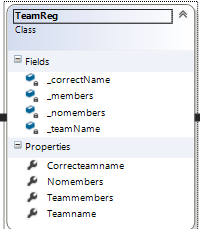 TeamReg
Class
Fields
_correctName
_members
_nomembers
_teamName
Properties
Correcteamname
Nomembers
Teammembers
Teamname